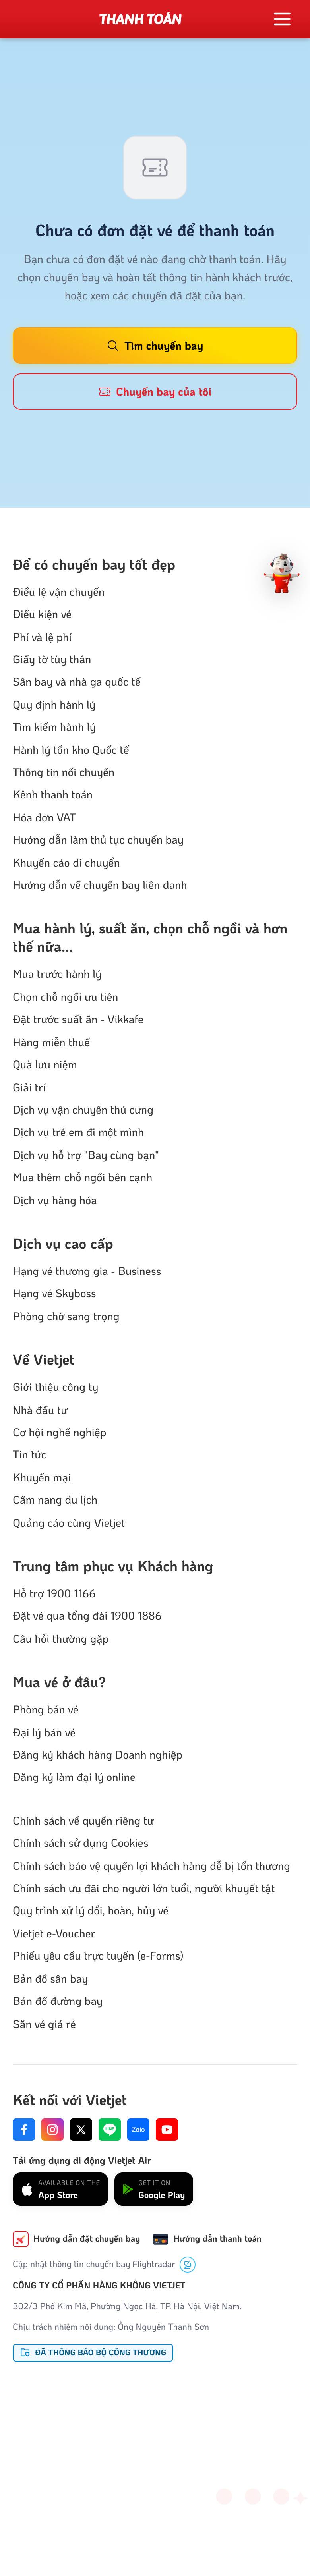 THANH TOÁN
Chưa có đơn đặt vé để thanh toán
Bạn chưa có đơn đặt vé nào đang chờ thanh toán. Hãy
chọn chuyến bay và hoàn tất thông tin hành khách trước,
hoặc xem các chuyến đã đặt của bạn.
Tìm chuyến bay
Chuyến bay của tôi
Để có chuyến bay tốt đẹp
Điều lệ vận chuyển
Điều kiện vé
Phí và lệ phí
Giấy tờ tùy thân
Sân bay và nhà ga quốc tế
Quy định hành lý
Tìm kiếm hành lý
Hành lý tồn kho Quốc tế
Thông tin nối chuyến
Kênh thanh toán
Hóa đơn VAT
Hướng dẫn làm thủ tục chuyến bay
Khuyến cáo di chuyển
Hướng dẫn về chuyến bay liên danh
Mua hành lý, suất ăn, chọn chỗ ngồi và hơn
thế nữa...
Mua trước hành lý
Chọn chỗ ngồi ưu tiên
Đặt trước suất ăn - Vikkafe
Hàng miễn thuế
Quà lưu niệm
Giải trí
Dịch vụ vận chuyển thú cưng
Dịch vụ trẻ em đi một mình
Dịch vụ hỗ trợ "Bay cùng bạn"
Mua thêm chỗ ngồi bên cạnh
Dịch vụ hàng hóa
Dịch vụ cao cấp
Hạng vé thương gia - Business
Hạng vé Skyboss
Phòng chờ sang trọng
Về Vietjet
Giới thiệu công ty
Nhà đầu tư
Cơ hội nghề nghiệp
Tin tức
Khuyến mại
Cẩm nang du lịch
Quảng cáo cùng Vietjet
Trung tâm phục vụ Khách hàng
Hỗ trợ 1900 1166
Đặt vé qua tổng đài 1900 1886
Câu hỏi thường gặp
Mua vé ở đâu?
Phòng bán vé
Đại lý bán vé
Đăng ký khách hàng Doanh nghiệp
Đăng ký làm đại lý online
Chính sách về quyền riêng tư
Chính sách sử dụng Cookies
Chính sách bảo vệ quyền lợi khách hàng dễ bị tổn thương
Chính sách ưu đãi cho người lớn tuổi, người khuyết tật
Quy trình xử lý đổi, hoàn, hủy vé
Vietjet e-Voucher
Phiếu yêu cầu trực tuyến (e-Forms)
Bản đồ sân bay
Bản đồ đường bay
Săn vé giá rẻ
Kết nối với Vietjet
LINE Zalo
Tải ứng dụng di động Vietjet Air
AVAILABLE ON THE GET IT ON
App Store Google Play
Hướng dẫn đặt chuyến bay Hướng dẫn thanh toán
Cập nhật thông tin chuyến bay Flightradar
CÔNG TY CỔ PHẦN HÀNG KHÔNG VIETJET
302/3 Phố Kim Mã, Phường Ngọc Hà, TP. Hà Nội, Việt Nam.
Chịu trách nhiệm nội dung: Ông Nguyễn Thanh Sơn
ĐÃ THÔNG BÁO BỘ CÔNG THƯƠNG